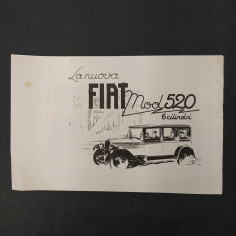 La nuova
FIAT Mod. 520
6 cilindri